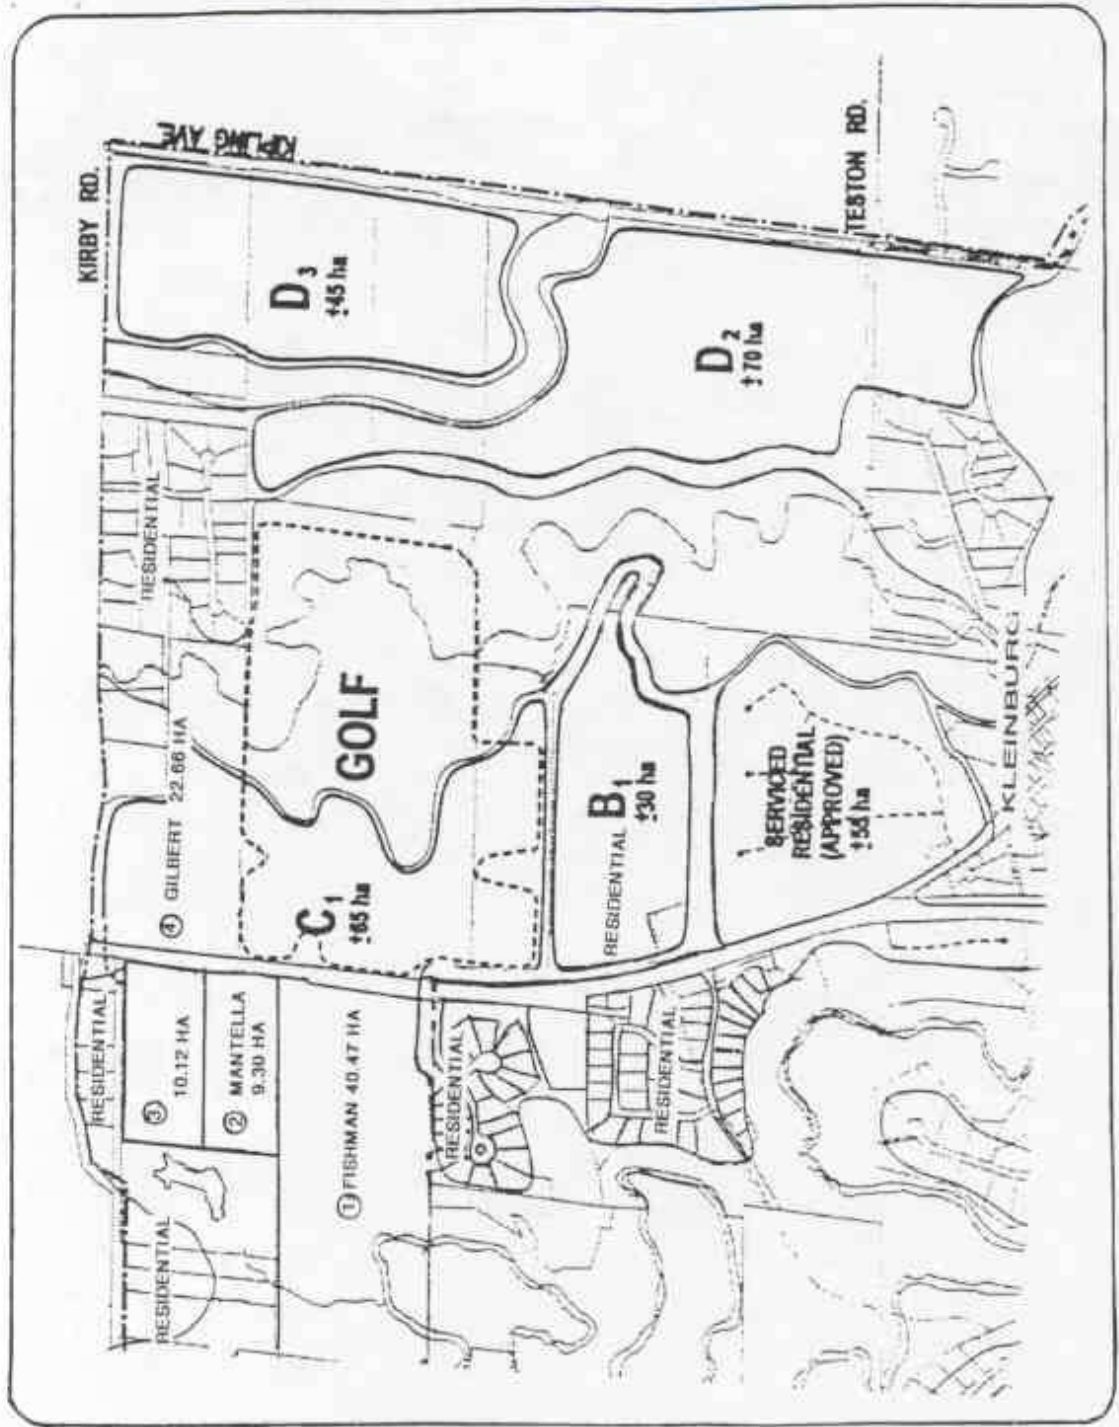 KIRBY RD.
KIPLING AVE
TESTON RD.
D3
±45 ha
D2
±70 ha
RESIDENTIAL
GOLF
④ GILBERT 22.66 HA
C1
±65 ha
RESIDENTIAL
B1
±30 ha
SERVICED
RESIDENTIAL
(APPROVED)
±55 ha
KLEINBURG
RESIDENTIAL
③
10.12 HA
② MANTELLA
9.30 HA
① FISHMAN 40.47 HA
RESIDENTIAL
RESIDENTIAL
RESIDENTIAL